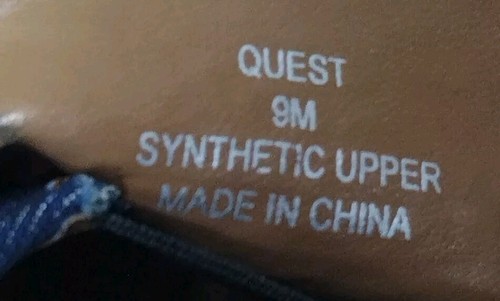 QUEST
9M
SYNTHETIC UPPER
MADE IN CHINA